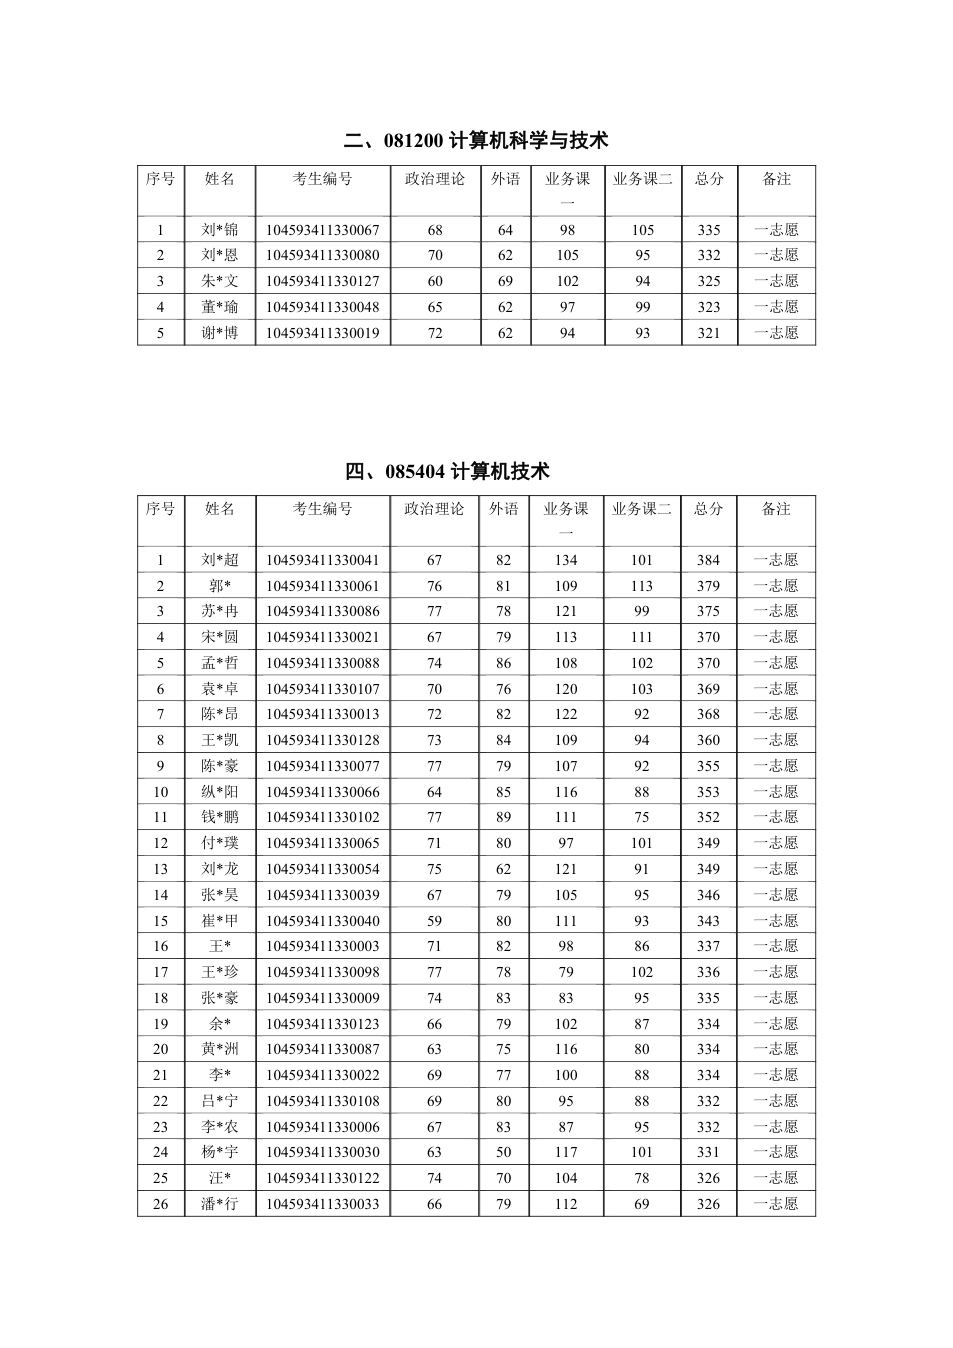 二、081200 计算机科学与技术
序号 姓名 考生编号 政治理论 外语 业务课一 业务课二 总分 备注
1 刘*锦 104593411330067 68 64 98 105 335 一志愿
2 刘*恩 104593411330080 70 62 105 95 332 一志愿
3 朱*文 104593411330127 60 69 102 94 325 一志愿
4 董*瑜 104593411330048 65 62 97 99 323 一志愿
5 谢*博 104593411330019 72 62 94 93 321 一志愿
四、085404 计算机技术
序号 姓名 考生编号 政治理论 外语 业务课一 业务课二 总分 备注
1 刘*超 104593411330041 67 82 134 101 384 一志愿
2 郭* 104593411330061 76 81 109 113 379 一志愿
3 苏*冉 104593411330086 77 78 121 99 375 一志愿
4 宋*圆 104593411330021 67 79 113 111 370 一志愿
5 孟*哲 104593411330088 74 86 108 102 370 一志愿
6 袁*卓 104593411330107 70 76 120 103 369 一志愿
7 陈*昂 104593411330013 72 82 122 92 368 一志愿
8 王*凯 104593411330128 73 84 109 94 360 一志愿
9 陈*豪 104593411330077 77 79 107 92 355 一志愿
10 纵*阳 104593411330066 64 85 116 88 353 一志愿
11 钱*鹏 104593411330102 77 89 111 75 352 一志愿
12 付*璞 104593411330065 71 80 97 101 349 一志愿
13 刘*龙 104593411330054 75 62 121 91 349 一志愿
14 张*昊 104593411330039 67 79 105 95 346 一志愿
15 崔*甲 104593411330040 59 80 111 93 343 一志愿
16 王* 104593411330003 71 82 98 86 337 一志愿
17 王*珍 104593411330098 77 78 79 102 336 一志愿
18 张*豪 104593411330009 74 83 83 95 335 一志愿
19 余* 104593411330123 66 79 102 87 334 一志愿
20 黄*洲 104593411330087 63 75 116 80 334 一志愿
21 李* 104593411330022 69 77 100 88 334 一志愿
22 吕*宁 104593411330108 69 80 95 88 332 一志愿
23 李*农 104593411330006 67 83 87 95 332 一志愿
24 杨*宇 104593411330030 63 50 117 101 331 一志愿
25 汪* 104593411330122 74 70 104 78 326 一志愿
26 潘*行 104593411330033 66 79 112 69 326 一志愿